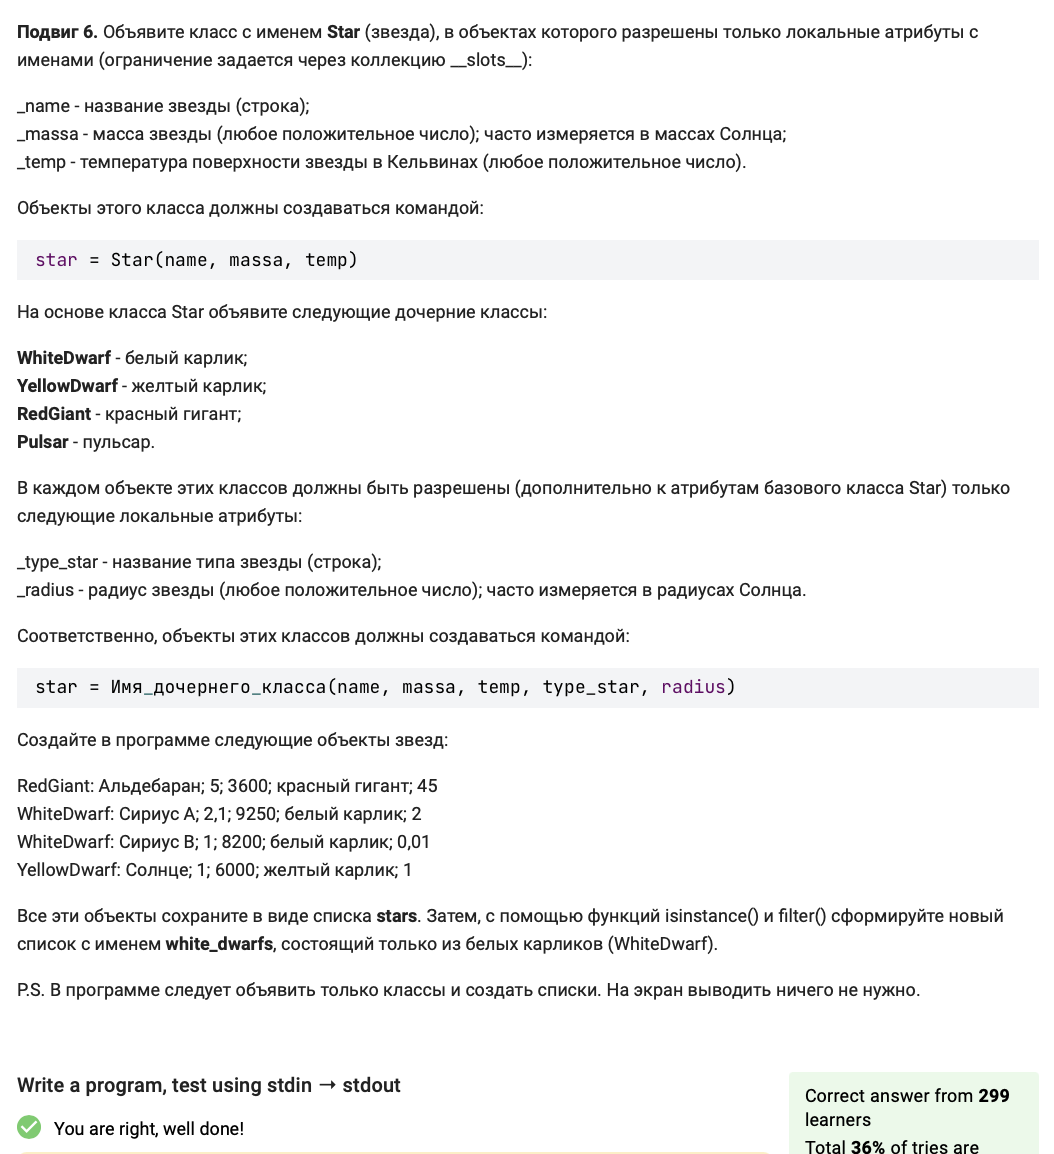 Подвиг 6. Объявите класс с именем Star (звезда), в объектах которого разрешены только локальные атрибуты с
именами (ограничение задается через коллекцию __slots__):
_name - название звезды (строка);
_massa - масса звезды (любое положительное число); часто измеряется в массах Солнца;
_temp - температура поверхности звезды в Кельвинах (любое положительное число).
Объекты этого класса должны создаваться командой:
star = Star(name, massa, temp)
На основе класса Star объявите следующие дочерние классы:
WhiteDwarf - белый карлик;
YellowDwarf - желтый карлик;
RedGiant - красный гигант;
Pulsar - пульсар.
В каждом объекте этих классов должны быть разрешены (дополнительно к атрибутам базового класса Star) только
следующие локальные атрибуты:
_type_star - название типа звезды (строка);
_radius - радиус звезды (любое положительное число); часто измеряется в радиусах Солнца.
Соответственно, объекты этих классов должны создаваться командой:
star = Имя_дочернего_класса(name, massa, temp, type_star, radius)
Создайте в программе следующие объекты звезд:
RedGiant: Альдебаран; 5; 3600; красный гигант; 45
WhiteDwarf: Сириус А; 2,1; 9250; белый карлик; 2
WhiteDwarf: Сириус B; 1; 8200; белый карлик; 0,01
YellowDwarf: Солнце; 1; 6000; желтый карлик; 1
Все эти объекты сохраните в виде списка stars. Затем, с помощью функций isinstance() и filter() сформируйте новый
список с именем white_dwarfs, состоящий только из белых карликов (WhiteDwarf).
P.S. В программе следует объявить только классы и создать списки. На экран выводить ничего не нужно.
Write a program, test using stdin → stdout
You are right, well done!
Correct answer from 299
learners
Total 36% of tries are